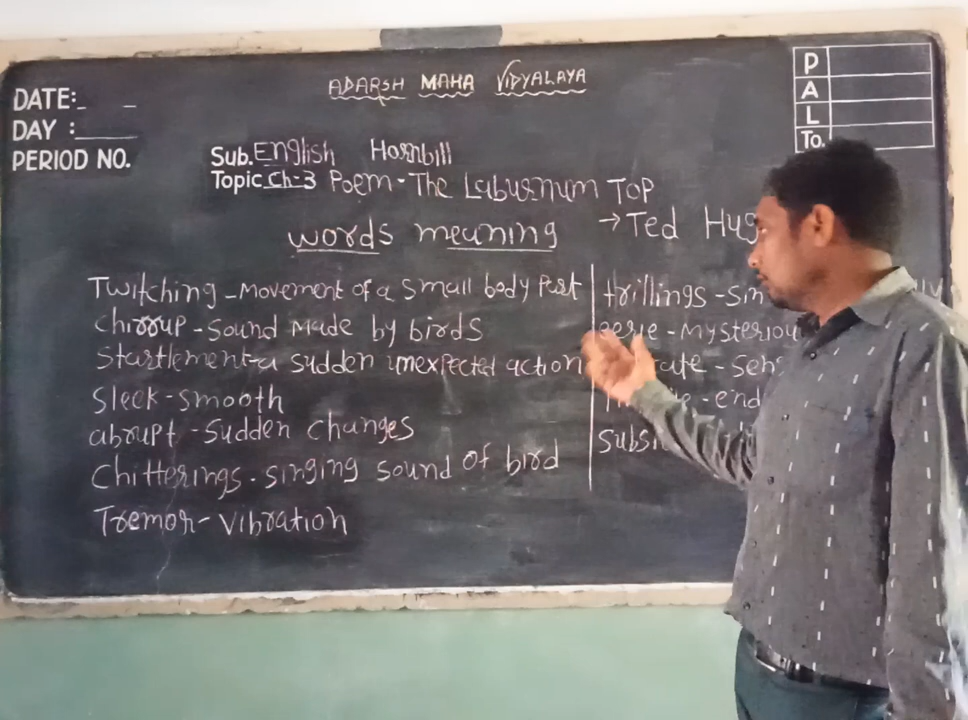 ADARSH MAHA VIDYALAYA
P
A
L
To.
DATE:
DAY :
PERIOD NO.
Sub. English Hornbill
Topic Ch-3 Poem - The Laburnum Top
→ Ted
words meaning
Twitching - Movement of a small body Part
Chirrup - Sound Made by birds
Startlement - a sudden unexpected action
Sleek - smooth
abrupt - Sudden Changes
Chitterings - singing sound of bird
Tremor - Vibration
trillings -
eerie -